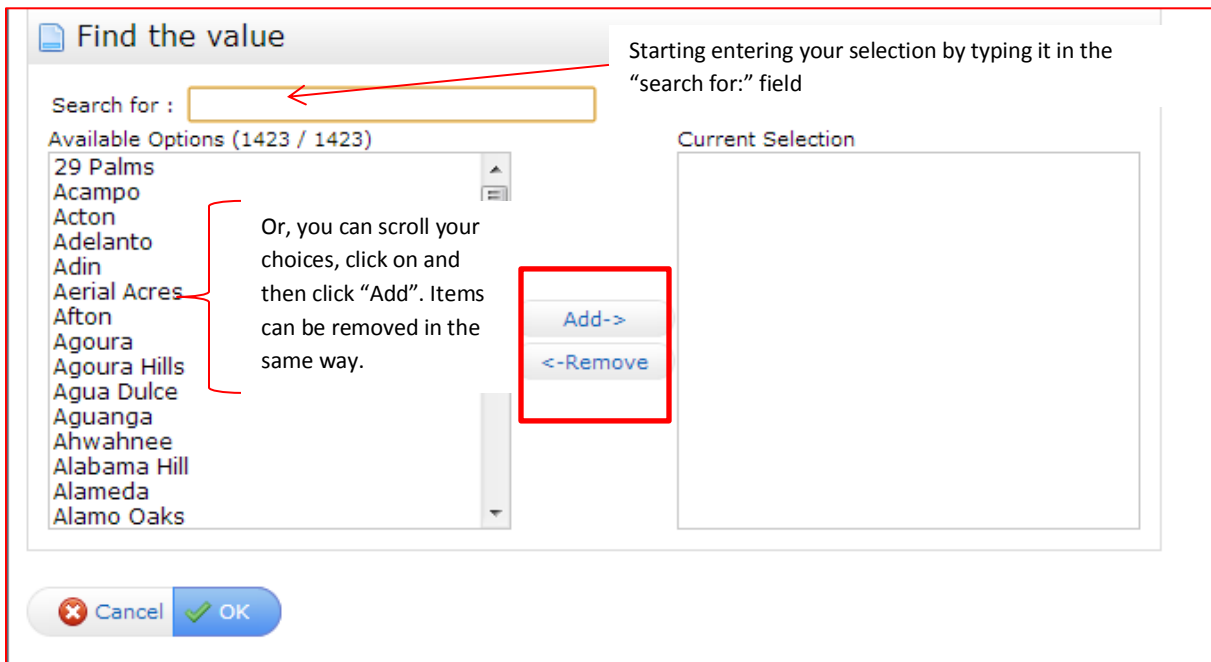 Find the value
Starting entering your selection by typing it in the
“search for:” field
Search for :
Available Options (1423 / 1423)
Current Selection
29 Palms
Acampo
Acton
Adelanto
Adin
Aerial Acres
Afton
Agoura
Agoura Hills
Agua Dulce
Aguanga
Ahwahnee
Alabama Hill
Alameda
Alamo Oaks
Or, you can scroll your
choices, click on and
then click “Add”. Items
can be removed in the
same way.
Add->
<-Remove
Cancel
OK